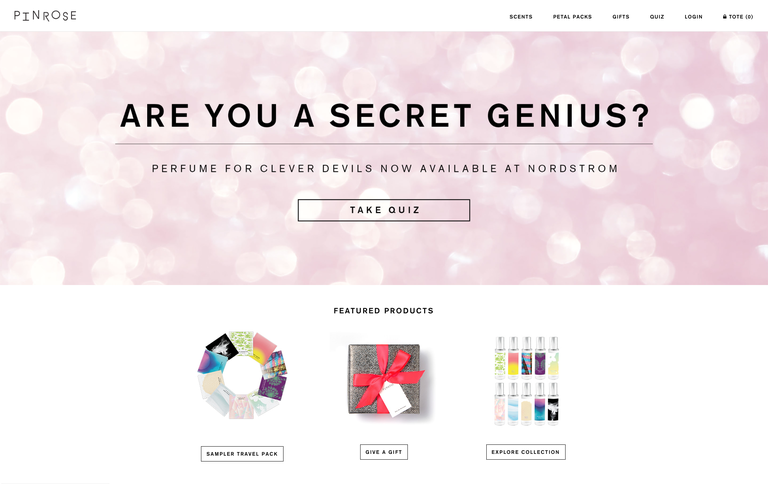 PINROSE
SCENTS PETAL PACKS GIFTS QUIZ LOGIN TOTE (0)
ARE YOU A SECRET GENIUS?
PERFUME FOR CLEVER DEVILS NOW AVAILABLE AT NORDSTROM
TAKE QUIZ
FEATURED PRODUCTS
SAMPLER TRAVEL PACK GIVE A GIFT EXPLORE COLLECTION